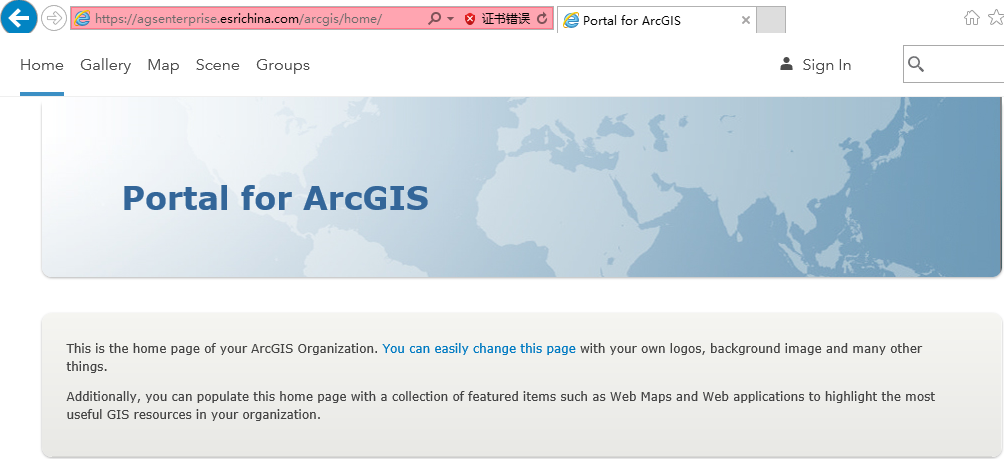 https://agsenterprise.esrichina.com/arcgis/home/ 证书错误 Portal for ArcGIS
Home Gallery Map Scene Groups Sign In
Portal for ArcGIS
This is the home page of your ArcGIS Organization. You can easily change this page with your own logos, background image and many other
things.
Additionally, you can populate this home page with a collection of featured items such as Web Maps and Web applications to highlight the most
useful GIS resources in your organization.